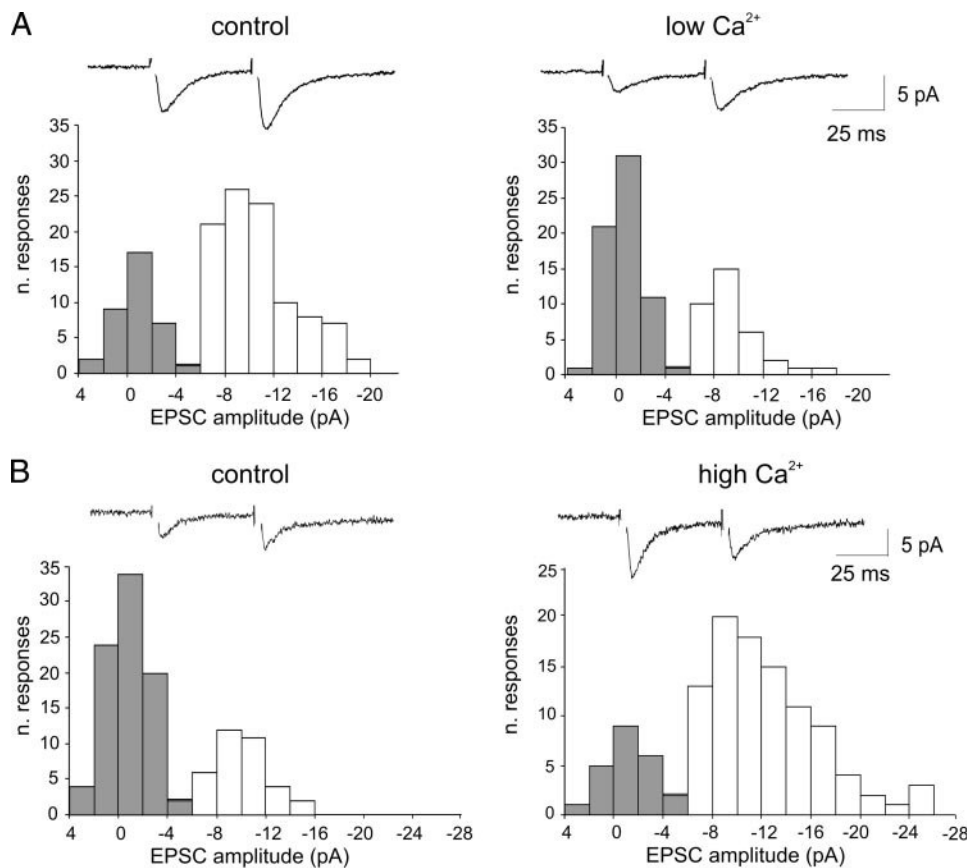 A
control
low Ca²⁺
5 pA
25 ms
35
30
25
20
15
10
5
0
n. responses
4 0 -4 -8 -12 -16 -20
EPSC amplitude (pA)
35
30
25
20
15
10
5
0
n. responses
4 0 -4 -8 -12 -16 -20
EPSC amplitude (pA)
B
control
high Ca²⁺
5 pA
25 ms
35
30
25
20
15
10
5
0
n. responses
4 0 -4 -8 -12 -16 -20 -24 -28
EPSC amplitude (pA)
25
20
15
10
5
0
n. responses
4 0 -4 -8 -12 -16 -20 -24 -28
EPSC amplitude (pA)